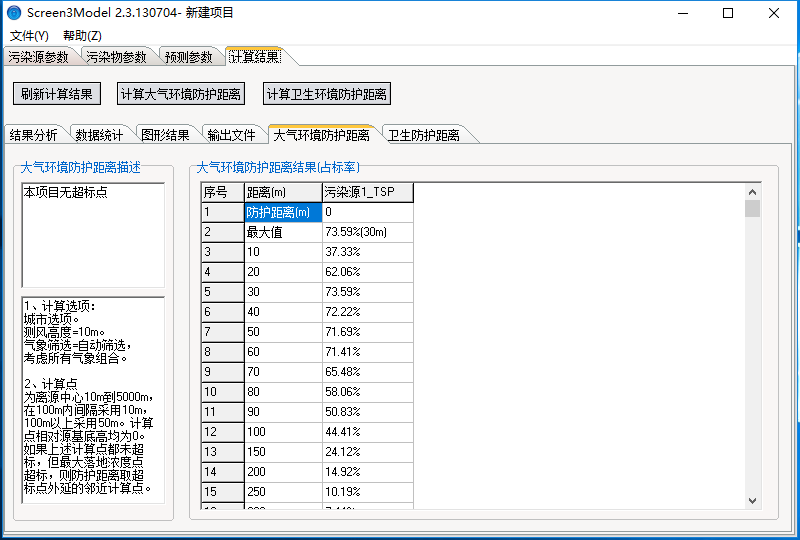 Screen3Model 2.3.130704- 新建项目
文件(Y) 帮助(Z)
污染源参数 污染物参数 预测参数 计算结果
刷新计算结果 计算大气环境防护距离 计算卫生环境防护距离
结果分析 数据统计 图形结果 输出文件 大气环境防护距离 卫生防护距离
大气环境防护距离描述
本项目无超标点
1、计算选项:
城市选项。
测风高度=10m。
气象筛选=自动筛选,
考虑所有气象组合。
2、计算点
为离源中心10m到5000m,
在100m内间隔采用10m,
100m以上采用50m。计算
点相对源基底高均为0。
如果上述计算点都未超
标,但最大落地浓度点
超标,则防护距离取超
标点外延的邻近计算点。
大气环境防护距离结果(占标率)
序号 距离(m) 污染源1_TSP
1 防护距离(m) 0
2 最大值 73.59%(30m)
3 10 37.33%
4 20 62.06%
5 30 73.59%
6 40 72.22%
7 50 71.69%
8 60 71.41%
9 70 65.48%
10 80 58.06%
11 90 50.83%
12 100 44.41%
13 150 24.12%
14 200 14.92%
15 250 10.19%